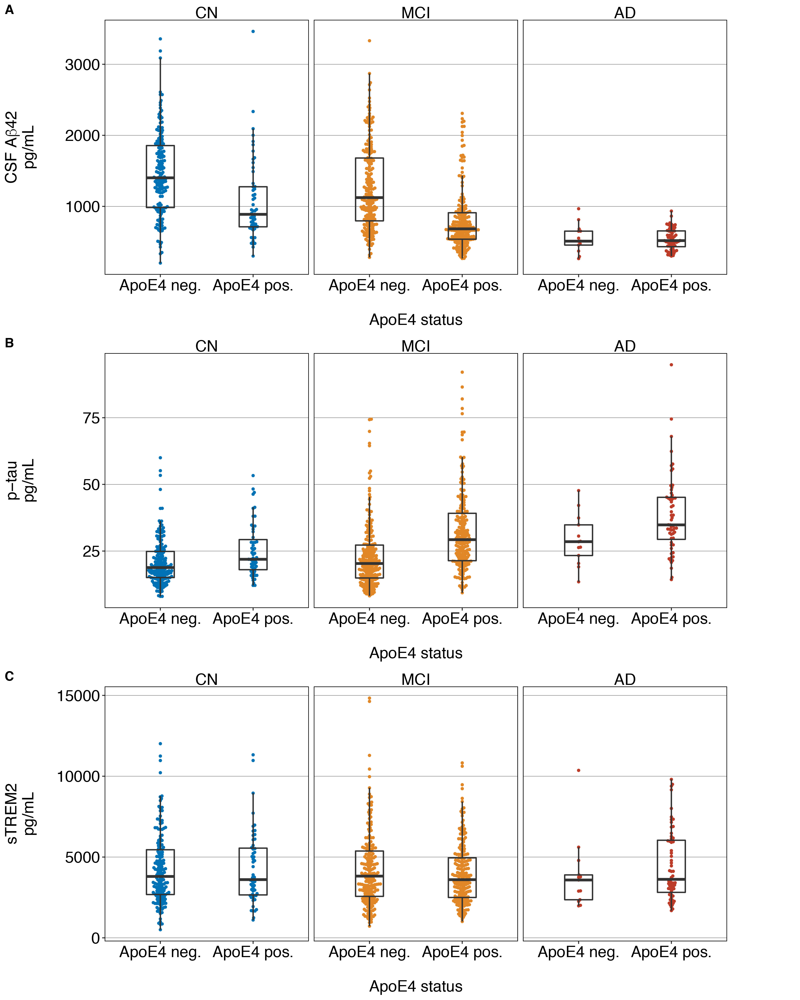 A
CN
MCI
AD
CSF Aβ42
pg/mL
3000
2000
1000
ApoE4 neg.
ApoE4 pos.
ApoE4 neg.
ApoE4 pos.
ApoE4 neg.
ApoE4 pos.
ApoE4 status
B
CN
MCI
AD
p−tau
pg/mL
75
50
25
ApoE4 neg.
ApoE4 pos.
ApoE4 neg.
ApoE4 pos.
ApoE4 neg.
ApoE4 pos.
ApoE4 status
C
CN
MCI
AD
sTREM2
pg/mL
15000
10000
5000
0
ApoE4 neg.
ApoE4 pos.
ApoE4 neg.
ApoE4 pos.
ApoE4 neg.
ApoE4 pos.
ApoE4 status